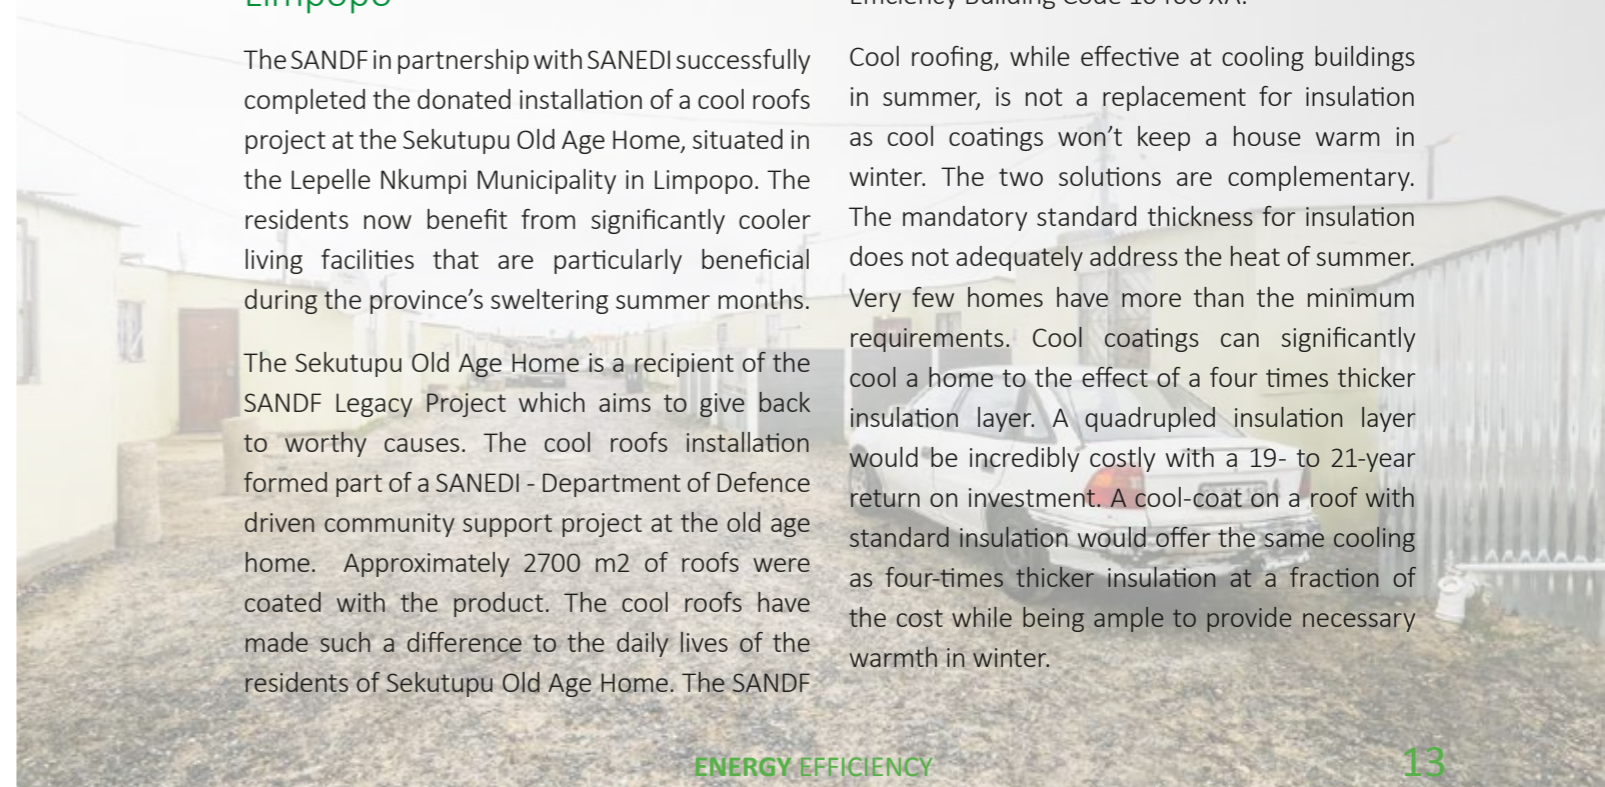 Limpopo
The SANDF in partnership with SANEDI successfully
completed the donated installation of a cool roofs
project at the Sekutupu Old Age Home, situated in
the Lepelle Nkumpi Municipality in Limpopo. The
residents now benefit from significantly cooler
living facilities that are particularly beneficial
during the province's sweltering summer months.
The Sekutupu Old Age Home is a recipient of the
SANDF Legacy Project which aims to give back
to worthy causes. The cool roofs installation
formed part of a SANEDI - Department of Defence
driven community support project at the old age
home. Approximately 2700 m2 of roofs were
coated with the product. The cool roofs have
made such a difference to the daily lives of the
residents of Sekutupu Old Age Home. The SANDF
Efficiency Building Code 10400 XA.
Cool roofing, while effective at cooling buildings
in summer, is not a replacement for insulation
as cool coatings won't keep a house warm in
winter. The two solutions are complementary.
The mandatory standard thickness for insulation
does not adequately address the heat of summer.
Very few homes have more than the minimum
requirements. Cool coatings can significantly
cool a home to the effect of a four times thicker
insulation layer. A quadrupled insulation layer
would be incredibly costly with a 19- to 21-year
return on investment. A cool-coat on a roof with
standard insulation would offer the same cooling
as four-times thicker insulation at a fraction of
the cost while being ample to provide necessary
warmth in winter.
ENERGY EFFICIENCY
13